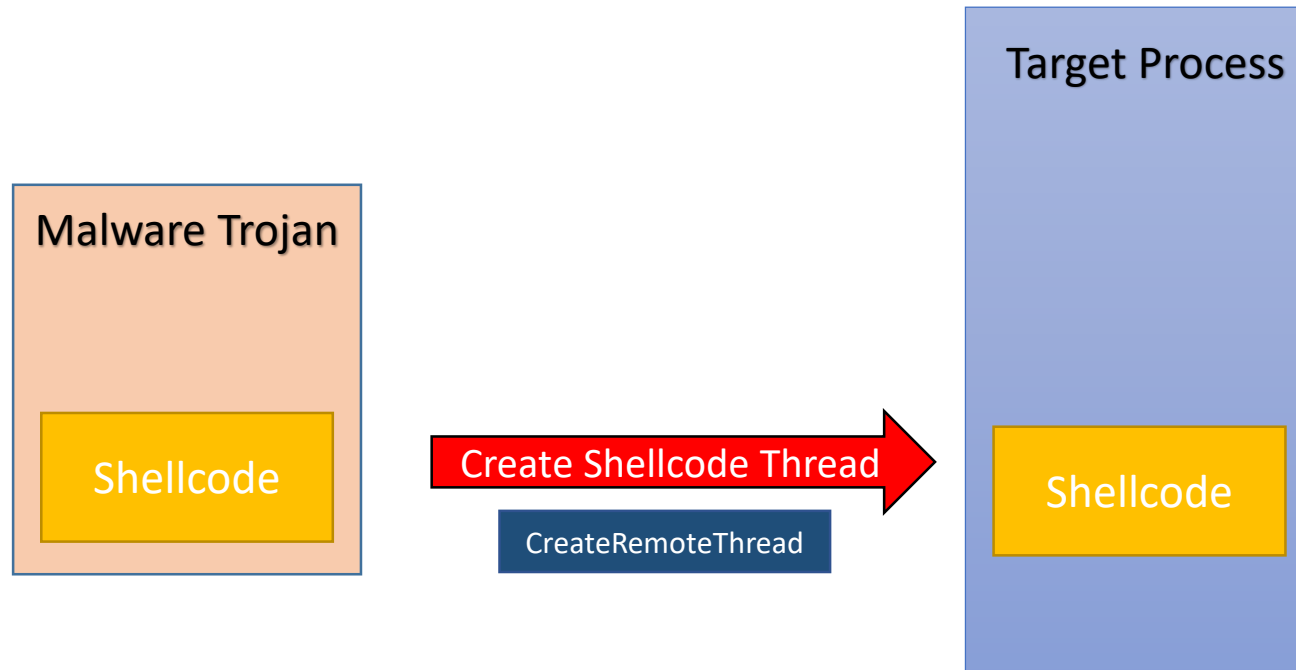 Target Process
Malware Trojan
Shellcode
Create Shellcode Thread
Shellcode
CreateRemoteThread